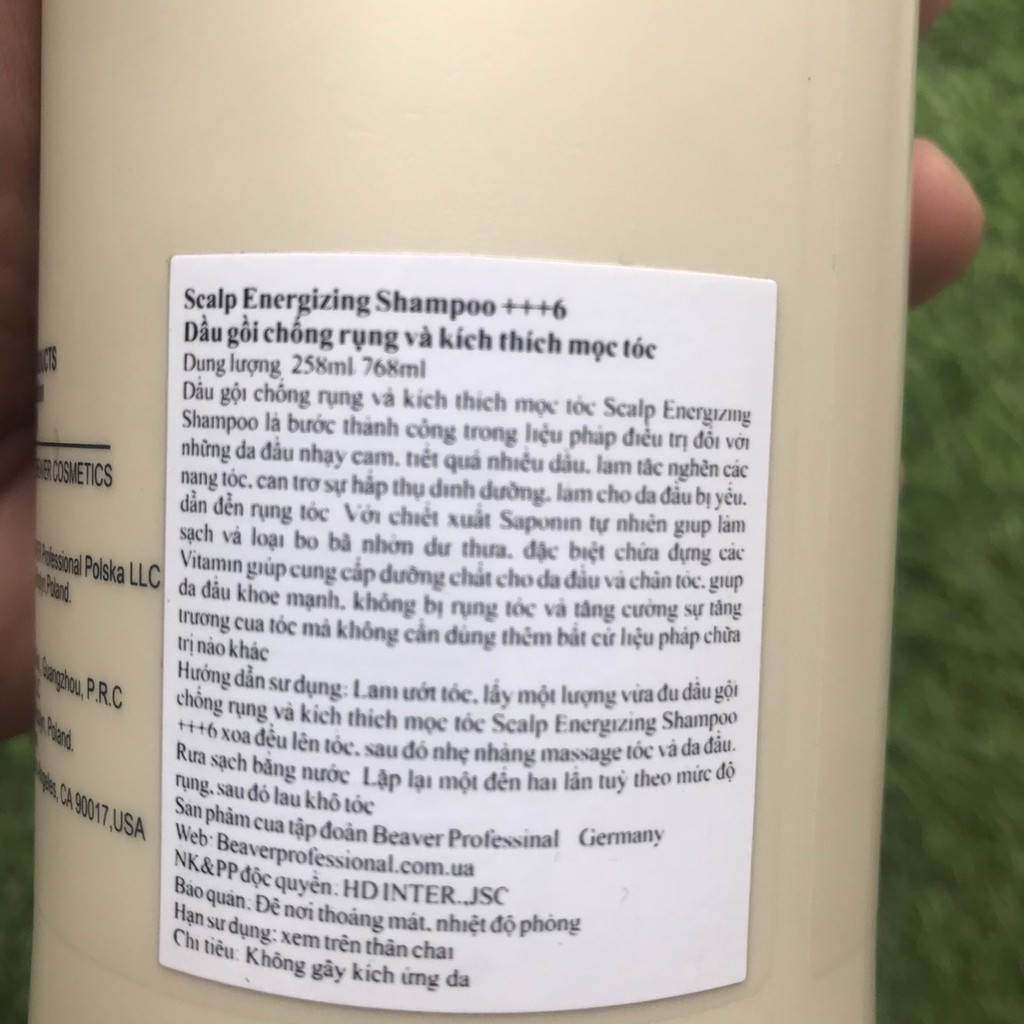 Scalp Energizing Shampoo +++6
Dầu gồi chống rụng và kích thích mọc tóc
Dung lượng 258ml 768ml
Dầu gội chống rụng và kích thích mọc tóc Scalp Energizing
Shampoo là bước thành công trong liệu pháp điều trị đối với
những da đầu nhạy cảm, tiết quá nhiều dầu, làm tắc nghẽn các
nang tóc, cản trở sự hấp thụ dinh dưỡng, làm cho da đầu bị yếu,
dẫn đến rụng tóc Với chiết xuất Saponin tự nhiên giúp làm
sạch và loại bỏ bã nhờn dư thừa, đặc biệt chứa đựng các
Vitamin giúp cung cấp dưỡng chất cho da đầu và chân tóc, giúp
da đầu khỏe mạnh, không bị rụng tóc và tăng cường sự tăng
trưởng của tóc mà không cần dùng thêm bất cứ liệu pháp chữa
trị nào khác
Hướng dẫn sử dụng: Làm ướt tóc, lấy một lượng vừa đủ dầu gội
chống rụng và kích thích mọc tóc Scalp Energizing Shampoo
+++6 xoa đều lên tóc, sau đó nhẹ nhàng massage tóc và da đầu.
Rửa sạch bằng nước Lặp lại một đến hai lần tuỳ theo mức độ
rụng, sau đó lau khô tóc
Sản phẩm của tập đoàn Beaver Professinal Germany
Web: Beaverprofessional.com.ua
NK&PP độc quyền: HD INTER.,JSC
Bảo quản: Để nơi thoáng mát, nhiệt độ phòng
Hạn sử dụng: xem trên thân chai
Chỉ tiêu: Không gây kích ứng da
COSMETICS
Professional Polska LLC
Poland.
Guangzhou, P.R.C
Poland.
CA 90017,USA